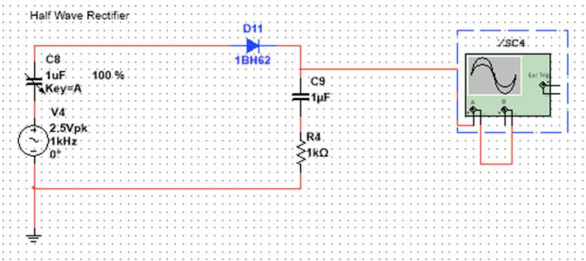 Half Wave Rectifier
D11
1BH62
XSC4
C8
1uF 100 %
Key=A
C9
1µF
Ext Trig
A B
V4
2.5Vpk
1kHz
0°
R4
1kΩ